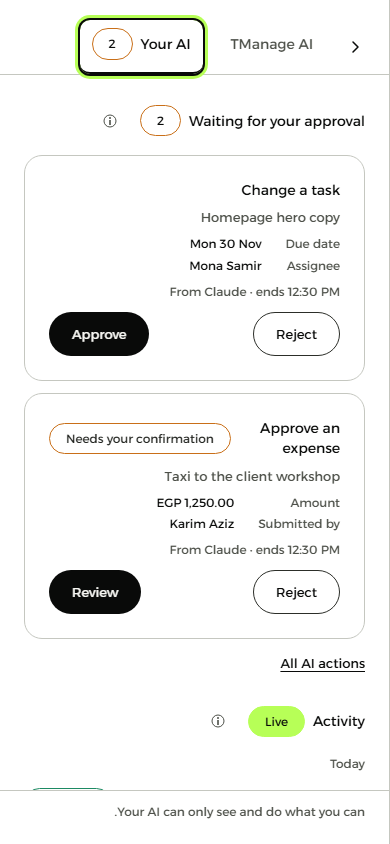 Your AI 2
TManage AI
Waiting for your approval 2
Change a task
Homepage hero copy
Due date Mon 30 Nov
Assignee Mona Samir
From Claude · ends 12:30 PM
Reject
Approve
Approve an
expense
Needs your confirmation
Taxi to the client workshop
Amount EGP 1,250.00
Submitted by Karim Aziz
From Claude · ends 12:30 PM
Reject
Review
All AI actions
Activity Live
Today
.Your AI can only see and do what you can